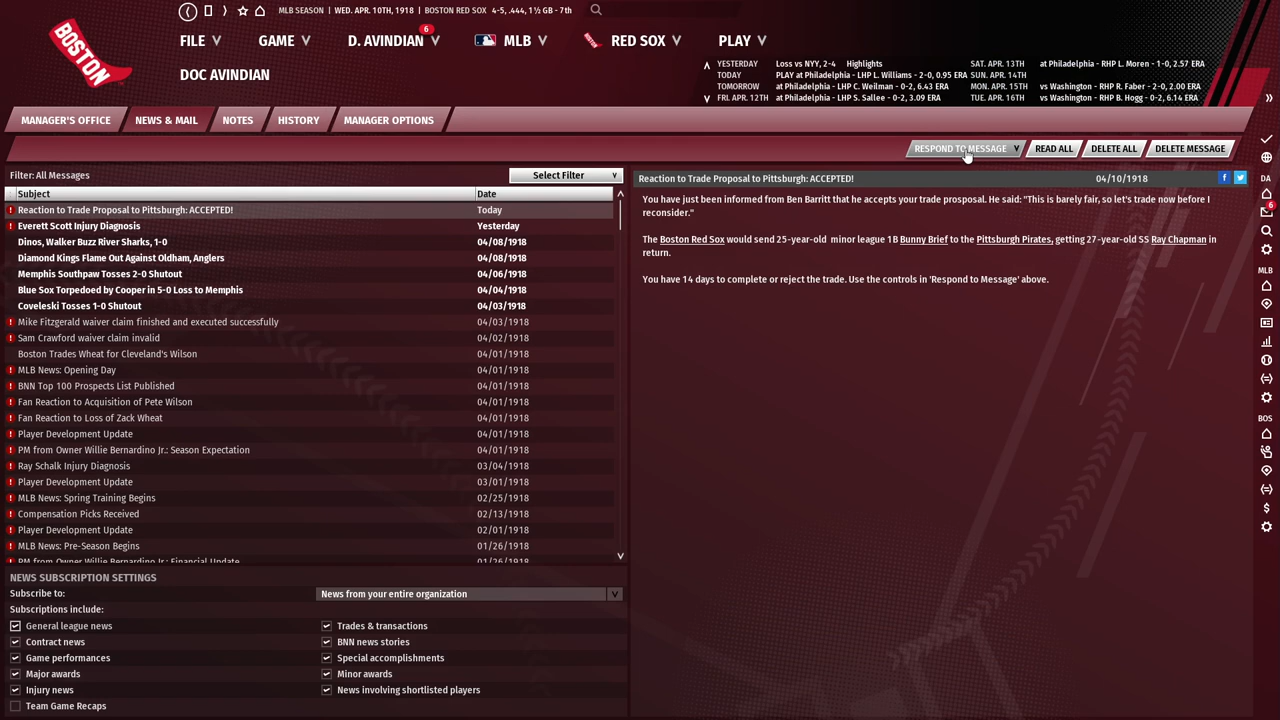 BOSTON
MLB SEASON | WED. APR. 10TH, 1918 | BOSTON RED SOX 4-5, .444, 1½ GB - 7th
FILE GAME D. AVINDIAN 6 MLB RED SOX PLAY
DOC AVINDIAN
YESTERDAY Loss vs NYY, 2-4 Highlights SAT. APR. 13TH at Philadelphia - RHP L. Moren - 1-0, 2.57 ERA
TODAY PLAY at Philadelphia - LHP L. Williams - 2-0, 0.95 ERA SUN. APR. 14TH
TOMORROW at Philadelphia - LHP C. Weilman - 0-2, 6.43 ERA MON. APR. 15TH vs Washington - RHP R. Faber - 2-0, 2.00 ERA
FRI. APR. 12TH at Philadelphia - LHP S. Sallee - 0-2, 3.09 ERA TUE. APR. 16TH vs Washington - RHP B. Hogg - 0-2, 6.14 ERA
MANAGER'S OFFICE NEWS & MAIL NOTES HISTORY MANAGER OPTIONS
RESPOND TO MESSAGE READ ALL DELETE ALL DELETE MESSAGE
Filter: All Messages Select Filter
Subject Date
Reaction to Trade Proposal to Pittsburgh: ACCEPTED! Today
Everett Scott Injury Diagnosis Yesterday
Dinos, Walker Buzz River Sharks, 1-0 04/08/1918
Diamond Kings Flame Out Against Oldham, Anglers 04/08/1918
Memphis Southpaw Tosses 2-0 Shutout 04/06/1918
Blue Sox Torpedoed by Cooper in 5-0 Loss to Memphis 04/04/1918
Coveleski Tosses 1-0 Shutout 04/03/1918
Mike Fitzgerald waiver claim finished and executed successfully 04/03/1918
Sam Crawford waiver claim invalid 04/02/1918
Boston Trades Wheat for Cleveland's Wilson 04/01/1918
MLB News: Opening Day 04/01/1918
BNN Top 100 Prospects List Published 04/01/1918
Fan Reaction to Acquisition of Pete Wilson 04/01/1918
Fan Reaction to Loss of Zack Wheat 04/01/1918
Player Development Update 04/01/1918
PM from Owner Willie Bernardino Jr.: Season Expectation 04/01/1918
Ray Schalk Injury Diagnosis 03/04/1918
Player Development Update 03/01/1918
MLB News: Spring Training Begins 02/25/1918
Compensation Picks Received 02/13/1918
Player Development Update 02/01/1918
MLB News: Pre-Season Begins 01/26/1918
PM from Owner Willie Bernardino Jr.: Financial Update 01/26/1918
Reaction to Trade Proposal to Pittsburgh: ACCEPTED! 04/10/1918
You have just been informed from Ben Barritt that he accepts your trade prosposal. He said: "This is barely fair, so let's trade now before I
reconsider."
The Boston Red Sox would send 25-year-old minor league 1B Bunny Brief to the Pittsburgh Pirates, getting 27-year-old SS Ray Chapman in
return.
You have 14 days to complete or reject the trade. Use the controls in 'Respond to Message' above.
NEWS SUBSCRIPTION SETTINGS
Subscribe to: News from your entire organization
Subscriptions include:
General league news Trades & transactions
Contract news BNN news stories
Game performances Special accomplishments
Major awards Minor awards
Injury news News involving shortlisted players
Team Game Recaps
DA
6
MLB
BOS
$